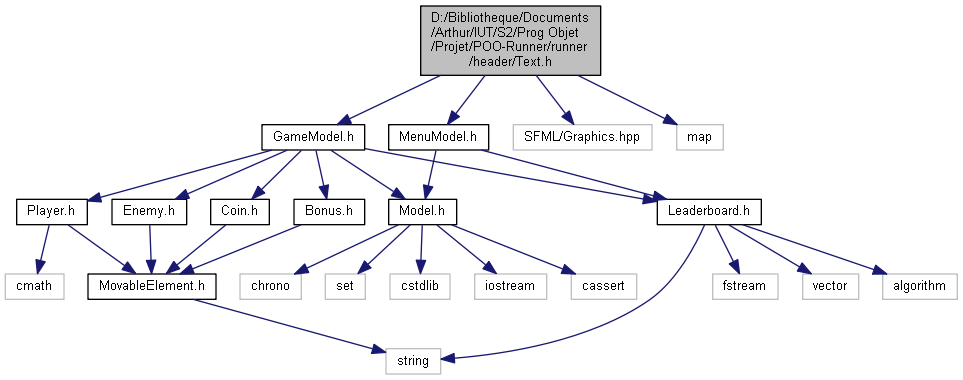 D:/Bibliotheque/Documents
/Arthur/IUT/S2/Prog Objet
/Projet/POO-Runner/runner
/header/Text.h
GameModel.h
MenuModel.h
SFML/Graphics.hpp
map
Player.h
Enemy.h
Coin.h
Bonus.h
Model.h
Leaderboard.h
cmath
MovableElement.h
chrono
set
cstdlib
iostream
cassert
fstream
vector
algorithm
string